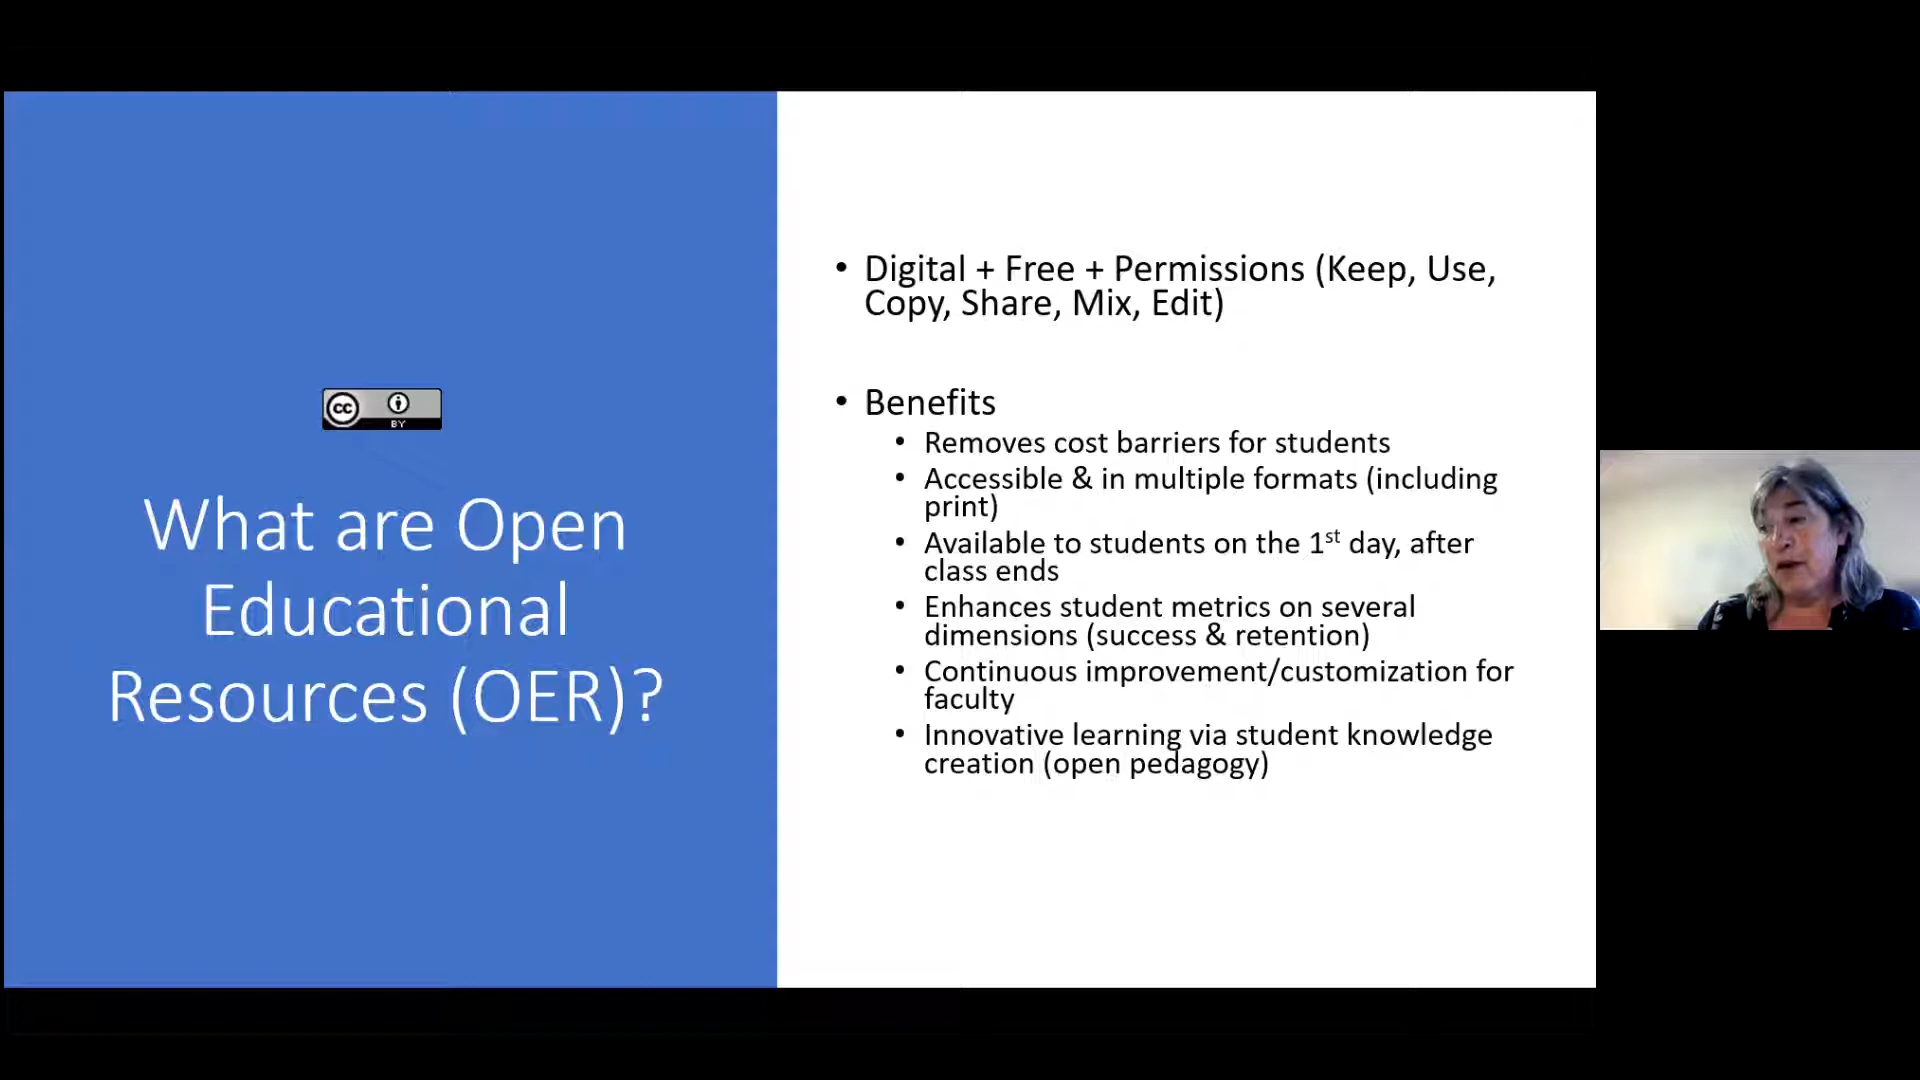 cc
BY
What are Open
Educational
Resources (OER)?
• Digital + Free + Permissions (Keep, Use,
Copy, Share, Mix, Edit)
• Benefits
• Removes cost barriers for students
• Accessible & in multiple formats (including
print)
• Available to students on the 1st day, after
class ends
• Enhances student metrics on several
dimensions (success & retention)
• Continuous improvement/customization for
faculty
• Innovative learning via student knowledge
creation (open pedagogy)